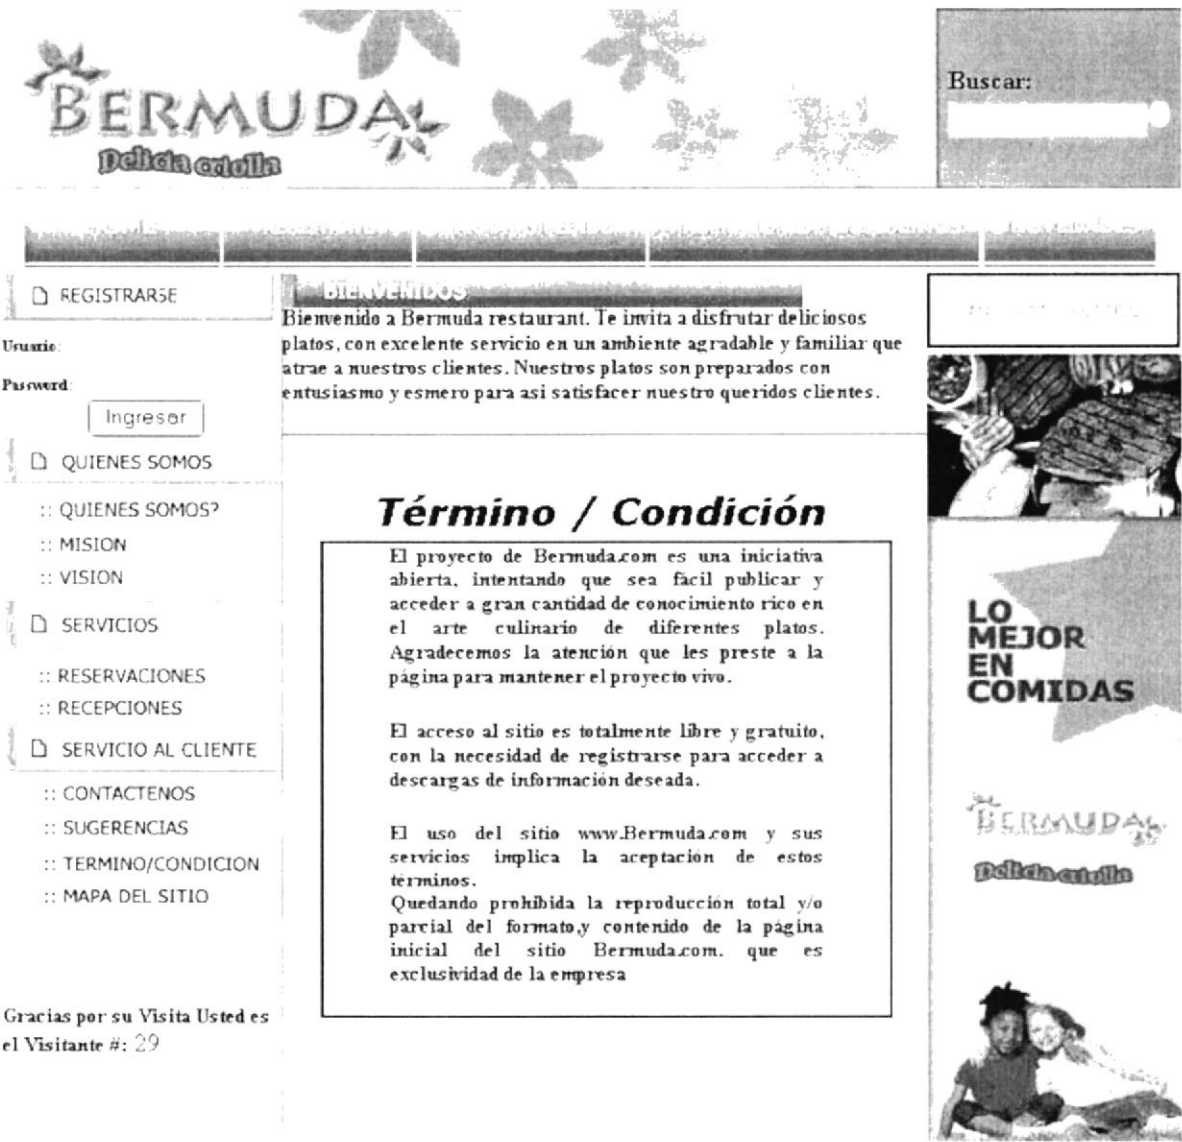 BERMUDA
Delicia criolla
Buscar:
REGISTRARSE
Usuario:
Password:
Ingresar
QUIENES SOMOS
:: QUIENES SOMOS?
:: MISION
:: VISION
SERVICIOS
:: RESERVACIONES
:: RECEPCIONES
SERVICIO AL CLIENTE
:: CONTACTENOS
:: SUGERENCIAS
:: TERMINO/CONDICION
:: MAPA DEL SITIO
Gracias por su Visita Usted es
el Visitante #: 29
BIENVENIDOS
Bienvenido a Bermuda restaurant. Te invita a disfrutar deliciosos
platos, con excelente servicio en un ambiente agradable y familiar que
atrae a nuestros clientes. Nuestros platos son preparados con
entusiasmo y esmero para asi satisfacer nuestro queridos clientes.
Término / Condición
El proyecto de Bermuda.com es una iniciativa
abierta, intentando que sea fácil publicar y
acceder a gran cantidad de conocimiento rico en
el arte culinario de diferentes platos.
Agradecemos la atención que les preste a la
página para mantener el proyecto vivo.
El acceso al sitio es totalmente libre y gratuito,
con la necesidad de registrarse para acceder a
descargas de información deseada.
El uso del sitio www.Bermuda.com y sus
servicios implica la aceptación de estos
términos.
Quedando prohibida la reproducción total y/o
parcial del formato,y contenido de la página
inicial del sitio Bermuda.com. que es
exclusividad de la empresa
LO
MEJOR
EN
COMIDAS
BERMUDA
Delicia criolla